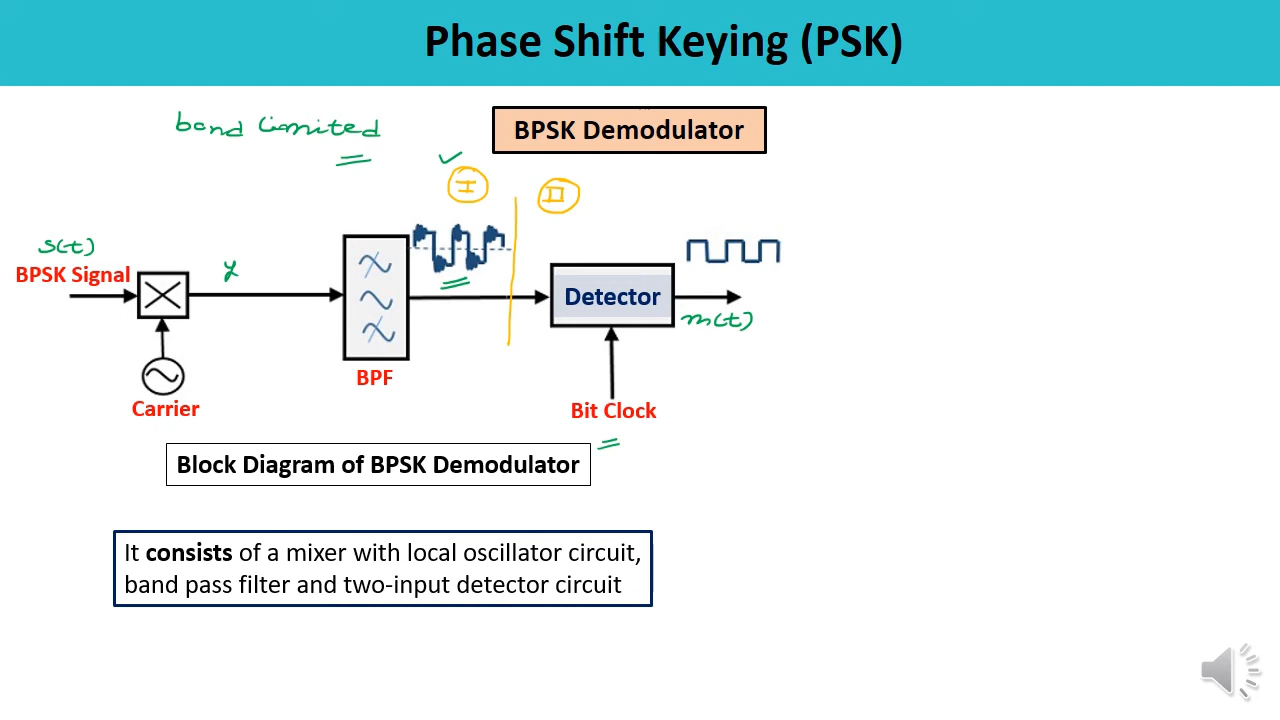 Phase Shift Keying (PSK)
band limited
BPSK Demodulator
I
II
s(t)
BPSK Signal
y
Detector
m(t)
BPF
Carrier
Bit Clock
Block Diagram of BPSK Demodulator
It consists of a mixer with local oscillator circuit,
band pass filter and two-input detector circuit